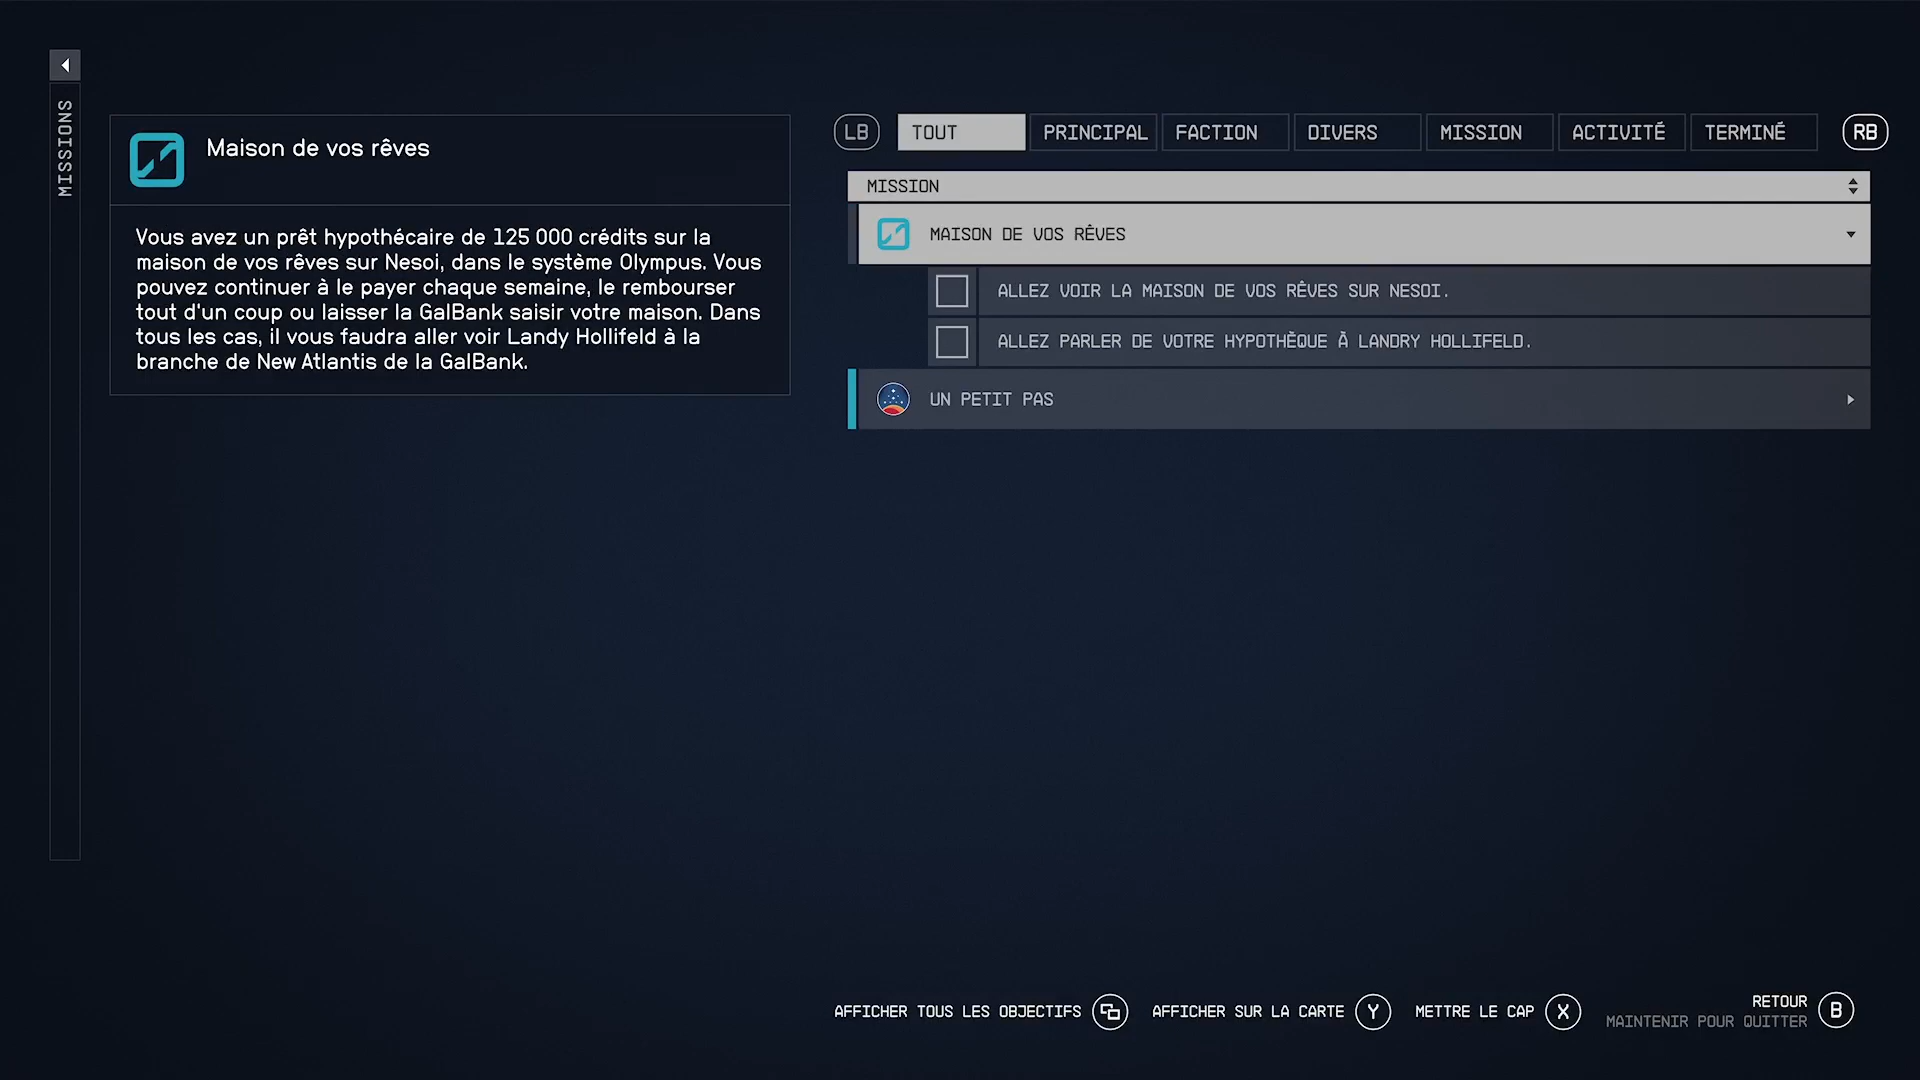 MISSIONS
Maison de vos rêves
Vous avez un prêt hypothécaire de 125 000 crédits sur la
maison de vos rêves sur Nesoi, dans le système Olympus. Vous
pouvez continuer à le payer chaque semaine, le rembourser
tout d'un coup ou laisser la GalBank saisir votre maison. Dans
tous les cas, il vous faudra aller voir Landy Hollifeld à la
branche de New Atlantis de la GalBank.
LB TOUT PRINCIPAL FACTION DIVERS MISSION ACTIVITÉ TERMINÉ RB
MISSION
MAISON DE VOS RÊVES
ALLEZ VOIR LA MAISON DE VOS RÊVES SUR NESOI.
ALLEZ PARLER DE VOTRE HYPOTHÈQUE À LANDRY HOLLIFELD.
UN PETIT PAS
AFFICHER TOUS LES OBJECTIFS AFFICHER SUR LA CARTE Y METTRE LE CAP X RETOUR B
MAINTENIR POUR QUITTER